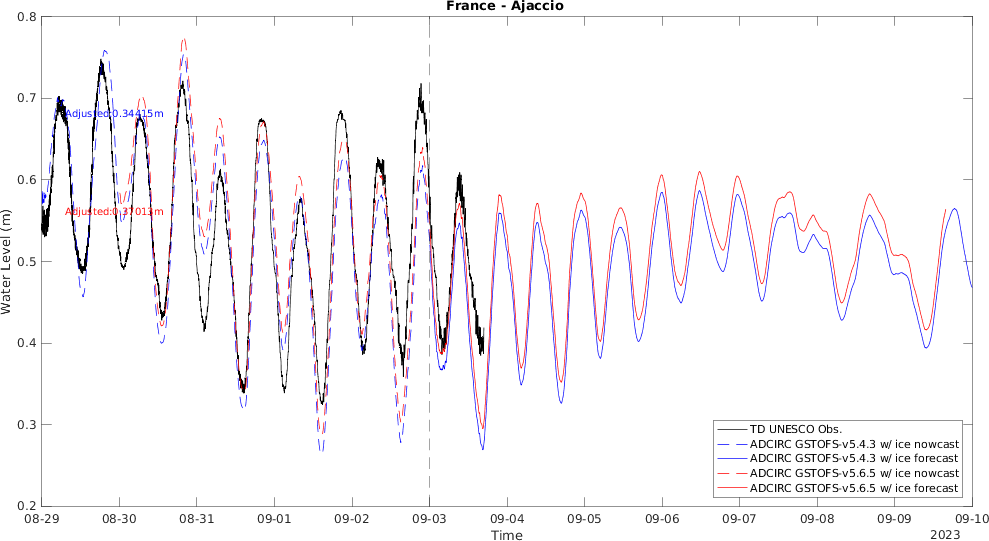 France - Ajaccio
0.8
0.7
0.6
0.5
0.4
0.3
0.2
Water Level (m)
Adjusted:0.34415m
Adjusted:0.37013m
TD UNESCO Obs.
ADCIRC GSTOFS-v5.4.3 w/ ice nowcast
ADCIRC GSTOFS-v5.4.3 w/ ice forecast
ADCIRC GSTOFS-v5.6.5 w/ ice nowcast
ADCIRC GSTOFS-v5.6.5 w/ ice forecast
08-29 08-30 08-31 09-01 09-02 09-03 09-04 09-05 09-06 09-07 09-08 09-09 09-10
Time
2023